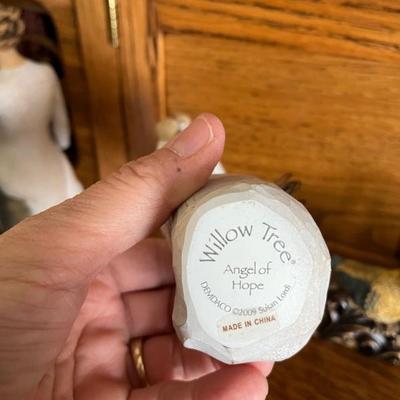 Willow Tree®
Angel of
Hope
DEMDACO ©2009 Susan Lordi
MADE IN CHINA